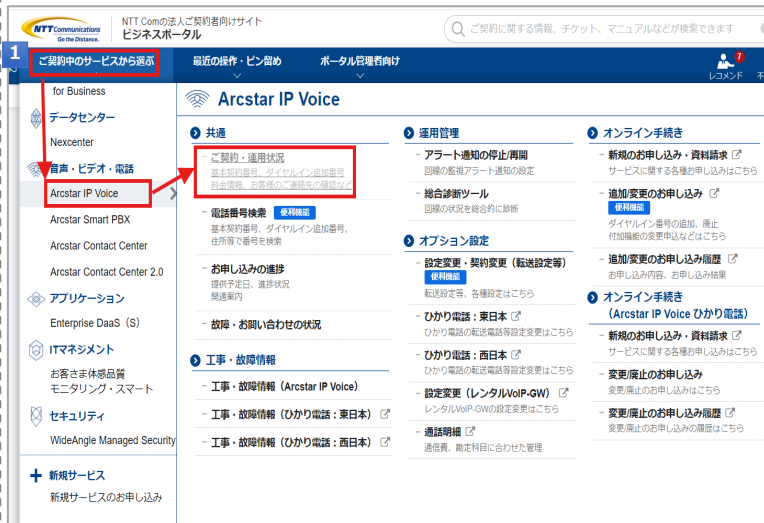 NTT Communications
Go the Distance.
NTT Comの法人ご契約者向けサイト
ビジネスポータル
ご契約に関する情報、チケット、マニュアルなどが検索できます
1
ご契約中のサービスから選ぶ
最近の操作・ピン留め
ポータル管理者向け
7
レコメンド
不
for Business
データセンター
Nexcenter
音声・ビデオ・電話
Arcstar IP Voice
Arcstar Smart PBX
Arcstar Contact Center
Arcstar Contact Center 2.0
アプリケーション
Enterprise DaaS（S）
ITマネジメント
お客さま体感品質
モニタリング・スマート
セキュリティ
WideAngle Managed Security
新規サービス
新規サービスのお申し込み
Arcstar IP Voice
共通
－ ご契約・運用状況
基本契約番号、ダイヤルイン追加番号
料金情報、お客様のご連絡先の確認など
－ 電話番号検索 便利機能
基本契約番号、ダイヤルイン追加番号、
住所等で番号を検索
－ お申し込みの進捗
提供予定日、進捗状況
開通案内
－ 故障・お問い合わせの状況
工事・故障情報
－ 工事・故障情報（Arcstar IP Voice）
－ 工事・故障情報（ひかり電話：東日本）
－ 工事・故障情報（ひかり電話：西日本）
運用管理
－ アラート通知の停止/再開
回線の監視アラート通知の設定
－ 総合診断ツール
回線の状況を総合的に診断
オプション設定
－ 設定変更・契約変更（転送設定等）
便利機能
転送設定等、各種設定はこちら
－ ひかり電話：東日本
ひかり電話の転送電話等設定変更はこちら
－ ひかり電話：西日本
ひかり電話の転送電話等設定変更はこちら
－ 設定変更（レンタルVoIP-GW）
レンタルVoIP-GWの設定変更はこちら
－ 通話明細
通信費、勘定科目に合わせた管理
オンライン手続き
－ 新規のお申し込み・資料請求
サービスに関する各種お申し込みはこちら
－ 追加/変更のお申し込み
便利機能
ダイヤルイン番号の追加、廃止
付加機能の変更申込などはこちら
－ 追加/変更のお申し込み履歴
お申し込み内容、お申し込み結果
オンライン手続き
（Arcstar IP Voice ひかり電話）
－ 新規のお申し込み・資料請求
サービスに関する各種お申し込みはこちら
－ 変更/廃止のお申し込み
変更/廃止のお申し込みはこちら
－ 変更/廃止のお申し込み履歴
変更/廃止のお申し込みの履歴はこちら